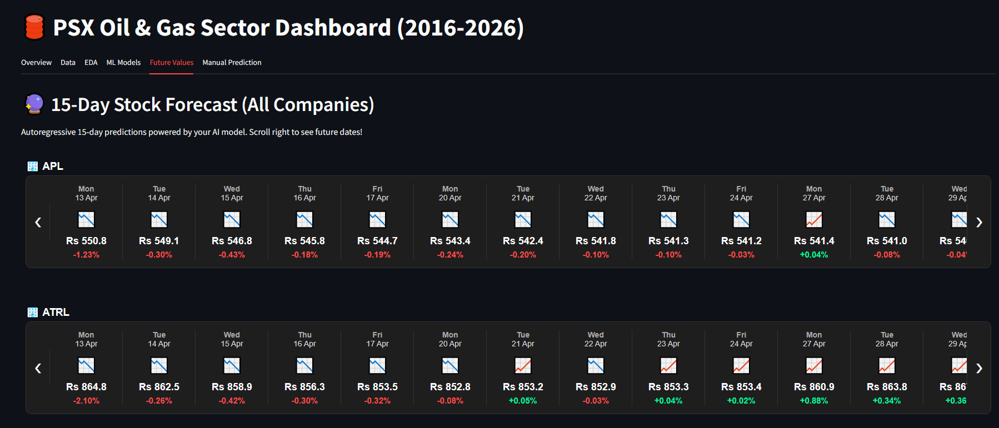 PSX Oil & Gas Sector Dashboard (2016-2026)
Overview Data EDA ML Models Future Values Manual Prediction
15-Day Stock Forecast (All Companies)
Autoregressive 15-day predictions powered by your AI model. Scroll right to see future dates!
APL
Mon Tue Wed Thu Fri Mon Tue Wed Thu Fri Mon Tue Wed
13 Apr 14 Apr 15 Apr 16 Apr 17 Apr 20 Apr 21 Apr 22 Apr 23 Apr 24 Apr 27 Apr 28 Apr 29
Rs 550.8 Rs 549.1 Rs 546.8 Rs 545.8 Rs 544.7 Rs 543.4 Rs 542.4 Rs 541.8 Rs 541.3 Rs 541.2 Rs 541.4 Rs 541.0 Rs
-1.23% -0.30% -0.43% -0.18% -0.19% -0.24% -0.20% -0.10% -0.10% -0.03% +0.04% -0.08% -0.04
ATRL
Mon Tue Wed Thu Fri Mon Tue Wed Thu Fri Mon Tue Wed
13 Apr 14 Apr 15 Apr 16 Apr 17 Apr 20 Apr 21 Apr 22 Apr 23 Apr 24 Apr 27 Apr 28 Apr 29
Rs 864.8 Rs 862.5 Rs 858.9 Rs 856.3 Rs 853.5 Rs 852.8 Rs 853.2 Rs 852.9 Rs 853.3 Rs 853.4 Rs 860.9 Rs 863.8 Rs
-2.10% -0.26% -0.42% -0.30% -0.32% -0.08% +0.05% -0.03% +0.04% +0.02% +0.88% +0.34% +0.36